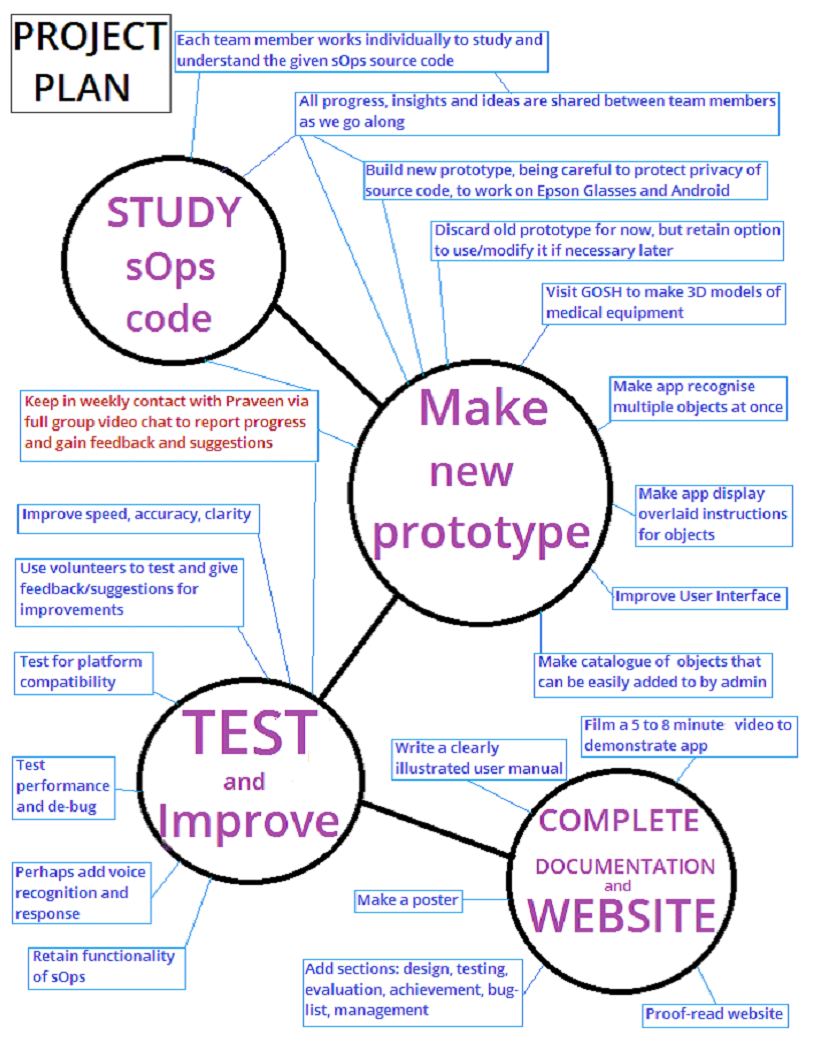 PROJECT
PLAN
Each team member works individually to study and
understand the given sOps source code
All progress, insights and ideas are shared between team members
as we go along
Build new prototype, being careful to protect privacy of
source code, to work on Epson Glasses and Android
STUDY
sOps
code
Discard old prototype for now, but retain option
to use/modify it if necessary later
Visit GOSH to make 3D models of
medical equipment
Keep in weekly contact with Praveen via
full group video chat to report progress
and gain feedback and suggestions
Make
new
prototype
Make app recognise
multiple objects at once
Make app display
overlaid instructions
for objects
Improve User Interface
Make catalogue of objects that
can be easily added to by admin
Improve speed, accuracy, clarity
Use volunteers to test and give
feedback/suggestions for
improvements
Test for platform
compatibility
TEST
and
Improve
Test
performance
and de-bug
Perhaps add voice
recognition and
response
Retain functionality
of sOps
Write a clearly
illustrated user manual
Film a 5 to 8 minute video to
demonstrate app
COMPLETE
DOCUMENTATION
and
WEBSITE
Make a poster
Add sections: design, testing,
evaluation, achievement, bug-
list, management
Proof-read website